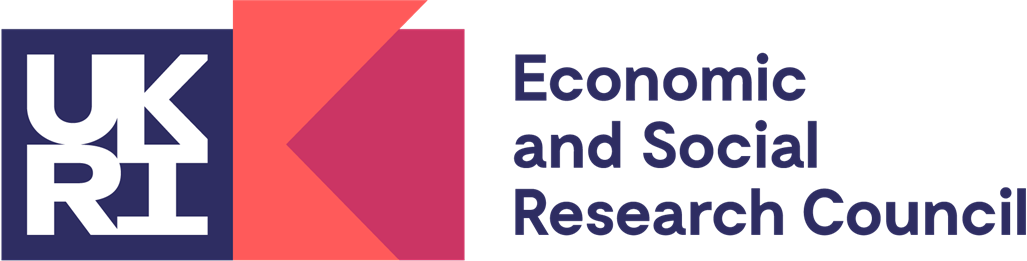 UK
RI
Economic
and Social
Research Council